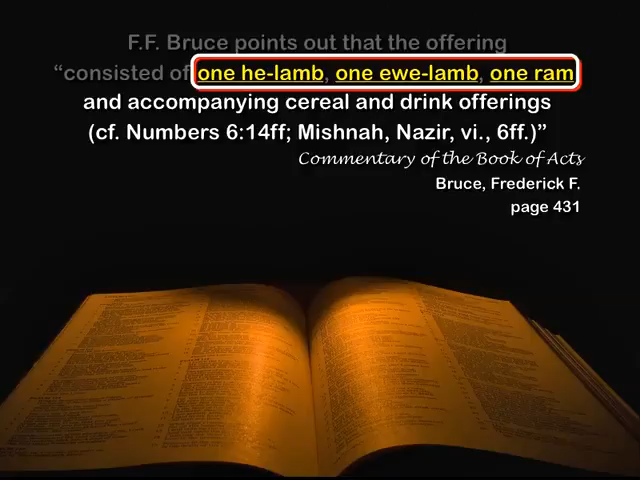 F.F. Bruce points out that the offering
“consisted of one he-lamb, one ewe-lamb, one ram
and accompanying cereal and drink offerings
(cf. Numbers 6:14ff; Mishnah, Nazir, vi., 6ff.)”
Commentary of the Book of Acts
Bruce, Frederick F.
page 431